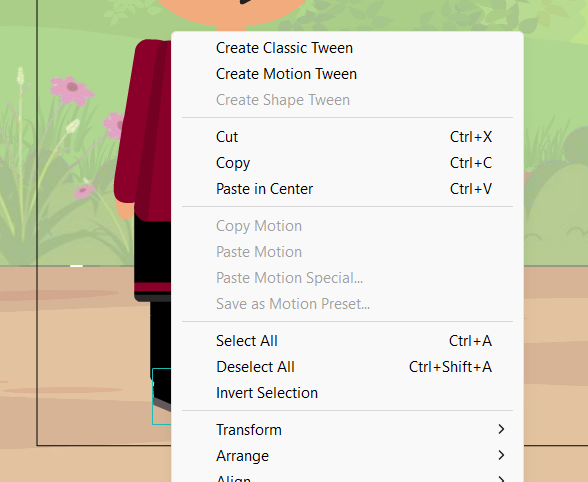 Create Classic Tween
Create Motion Tween
Create Shape Tween
Cut Ctrl+X
Copy Ctrl+C
Paste in Center Ctrl+V
Copy Motion
Paste Motion
Paste Motion Special...
Save as Motion Preset...
Select All Ctrl+A
Deselect All Ctrl+Shift+A
Invert Selection
Transform
Arrange
Align